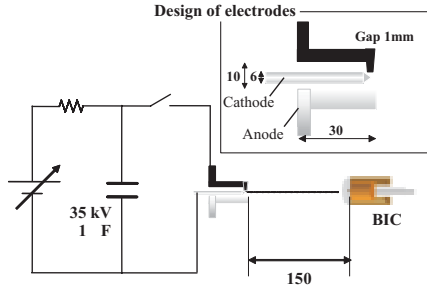 Design of electrodes
Gap 1mm
10
6
Cathode
Anode
30
35 kV
1 F
BIC
150